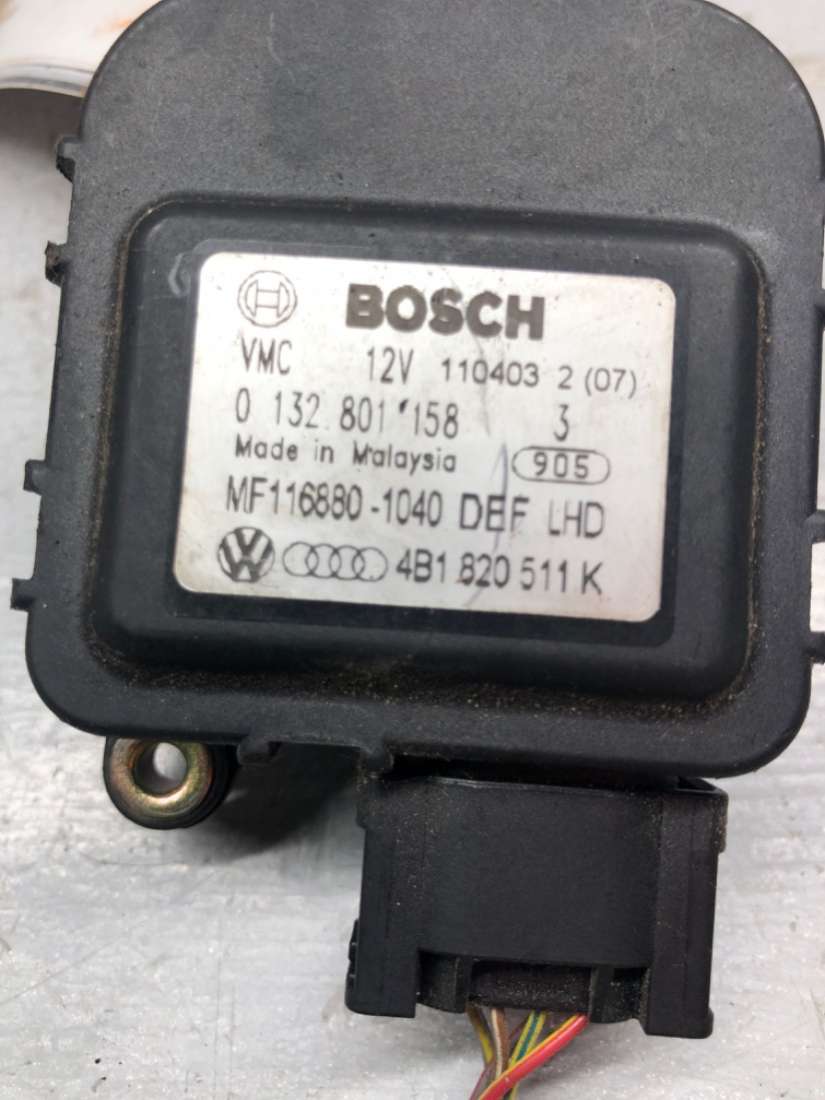 BOSCH
VMC 12V 110403 2 (07)
0 132 801 158 3
Made in Malaysia 905
MF116880-1040 DEF LHD
VW 4B1 820 511 K